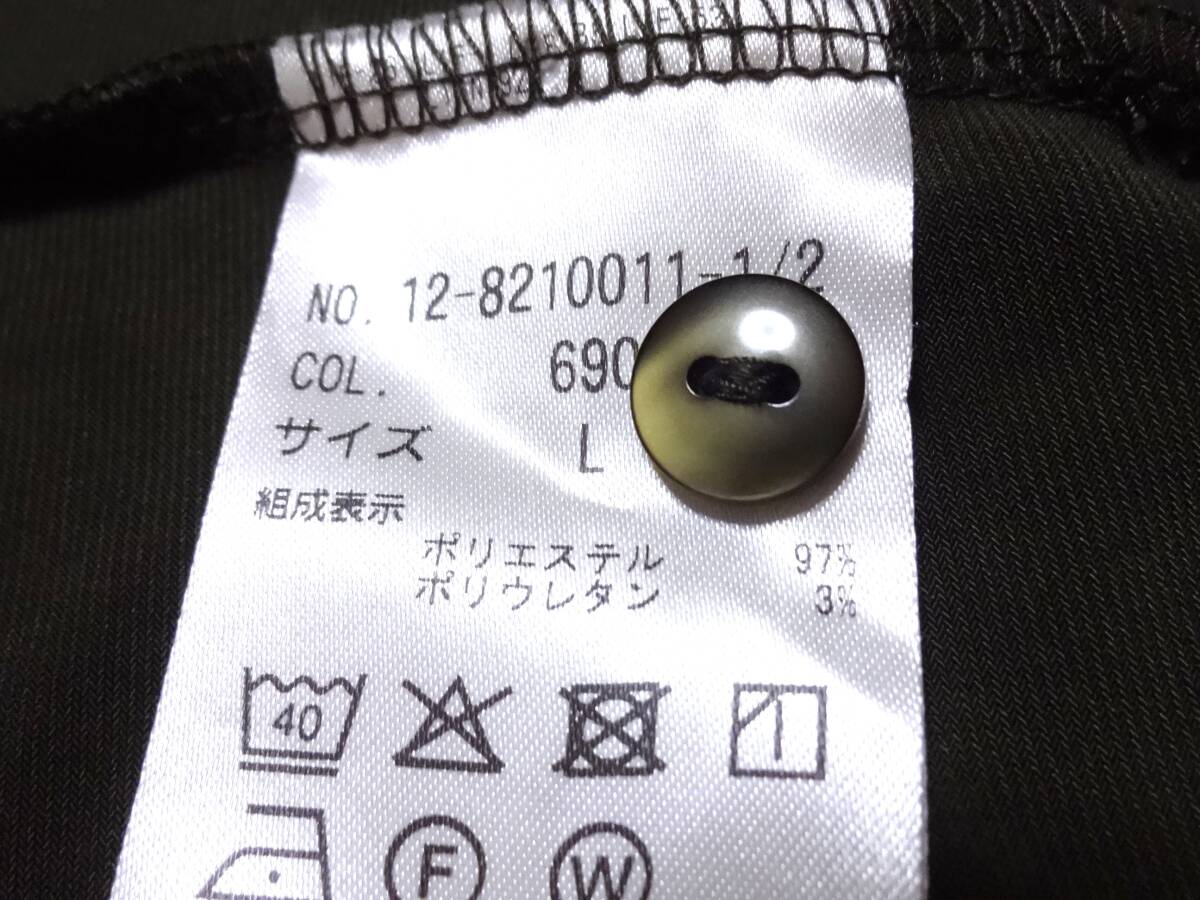 NO. 12-8210011-1/2
COL. 690
サイズ L
組成表示
ポリエステル 97%
ポリウレタン 3%
40
F W